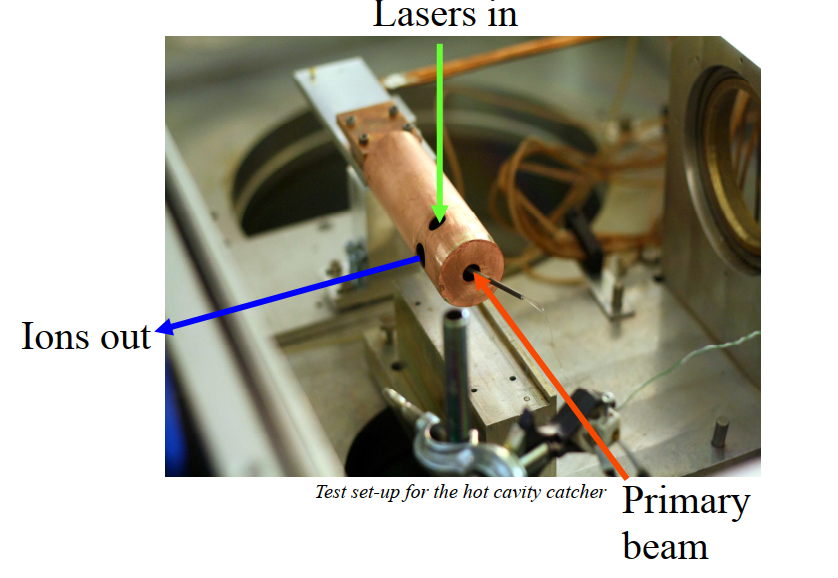 Lasers in
Ions out
Test set-up for the hot cavity catcher
Primary
beam